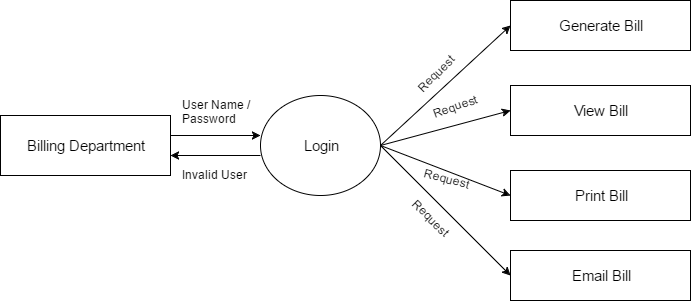 Generate Bill
Request
User Name /
Password
Request
View Bill
Billing Department
Login
Invalid User
Request
Print Bill
Request
Email Bill